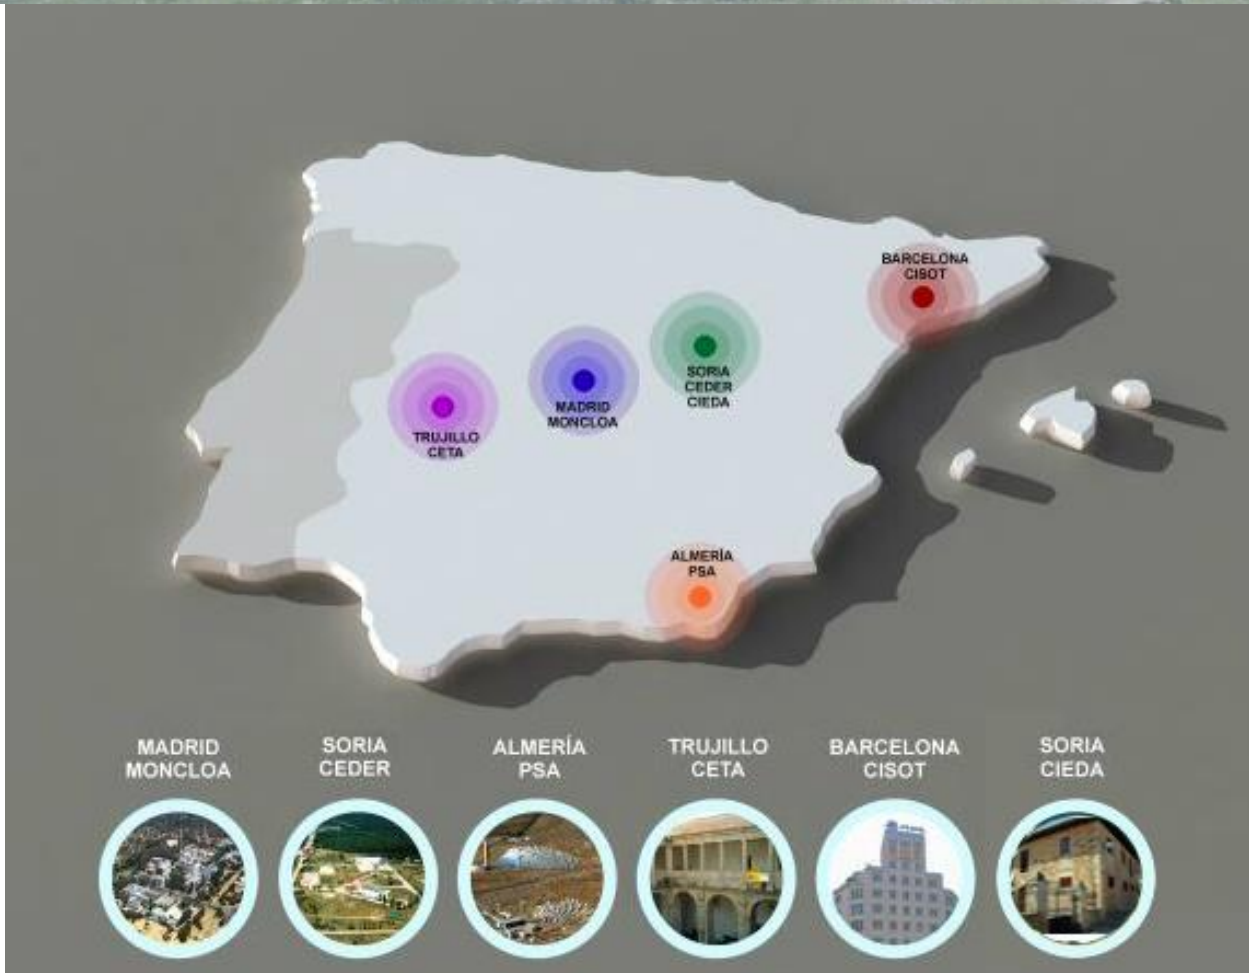 BARCELONA
CISOT
SORIA
CEDER
CIEDA
MADRID
MONCLOA
TRUJILLO
CETA
ALMERÍA
PSA
MADRID
MONCLOA
SORIA
CEDER
ALMERÍA
PSA
TRUJILLO
CETA
BARCELONA
CISOT
SORIA
CIEDA